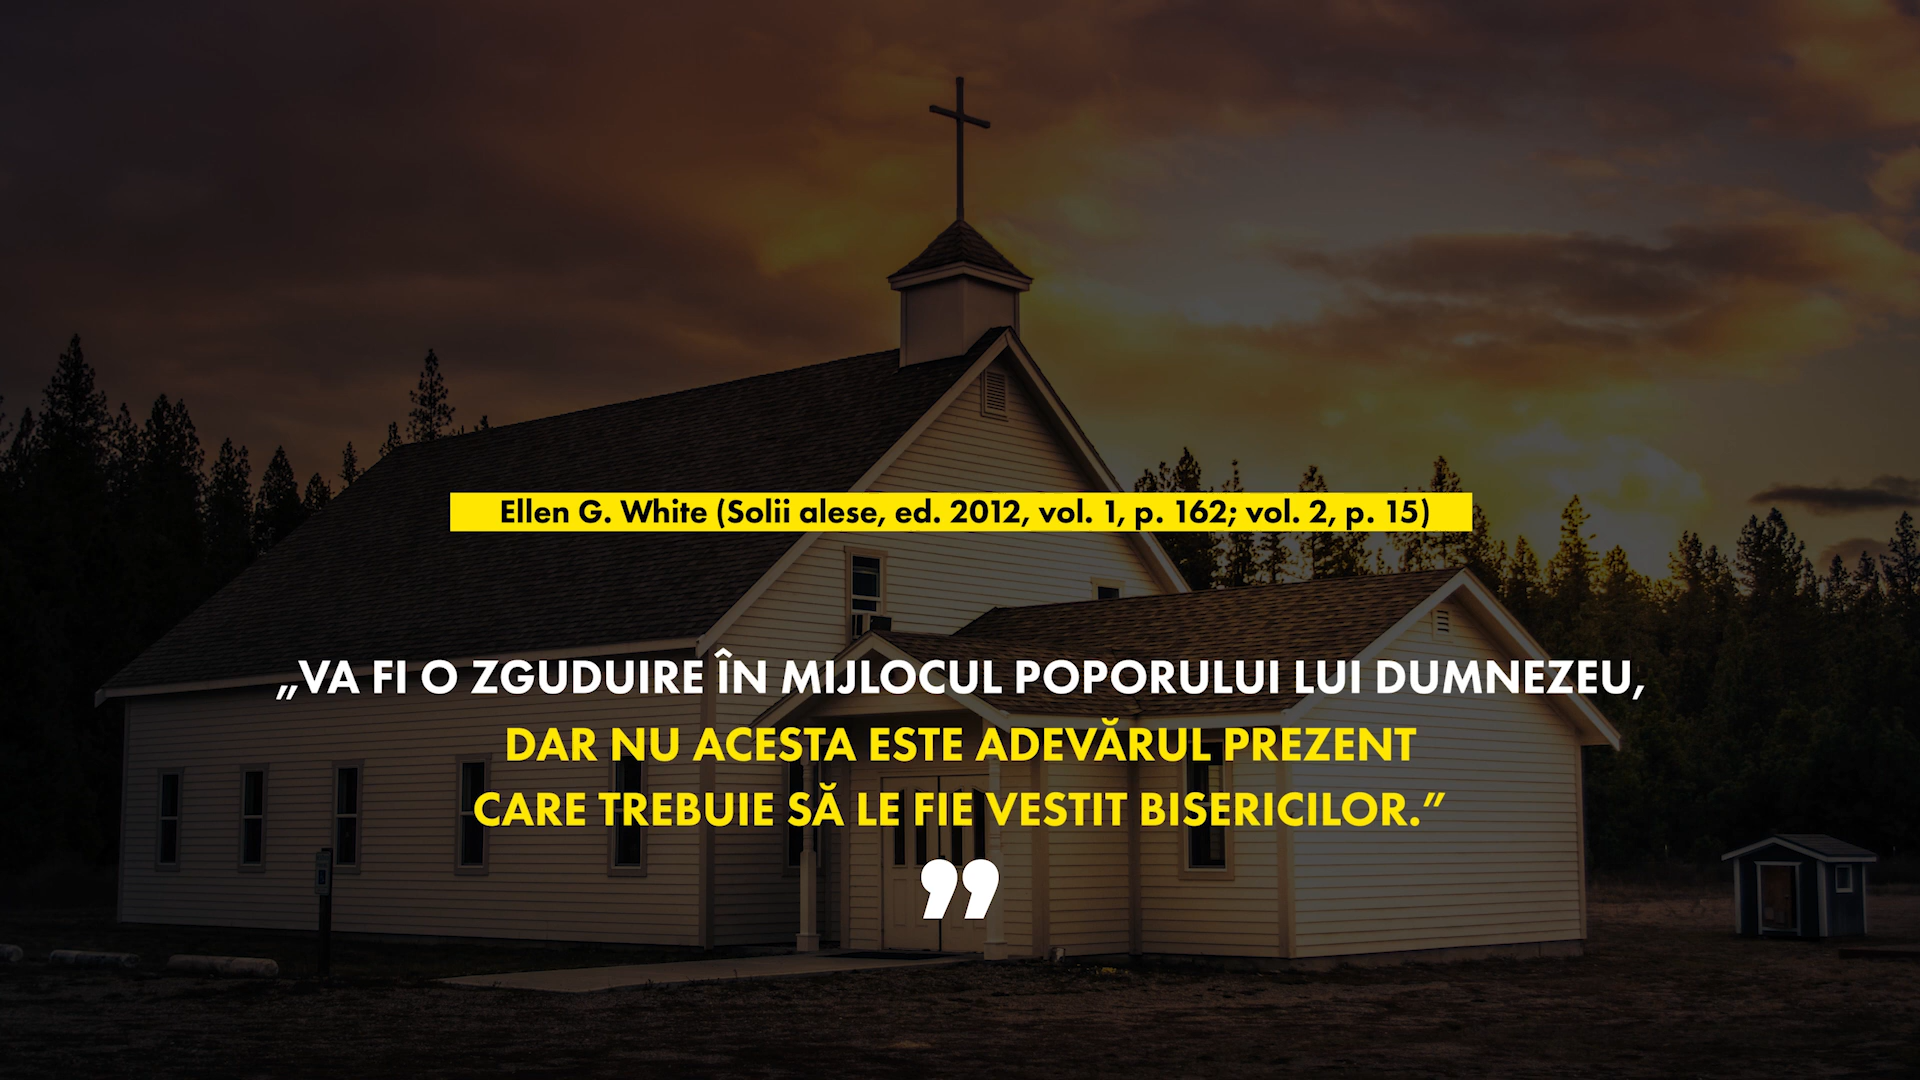 Ellen G. White (Solii alese, ed. 2012, vol. 1, p. 162; vol. 2, p. 15)
„VA FI O ZGUDUIRE ÎN MIJLOCUL POPORULUI LUI DUMNEZEU,
DAR NU ACESTA ESTE ADEVĂRUL PREZENT
CARE TREBUIE SĂ LE FIE VESTIT BISERICILOR.”
”